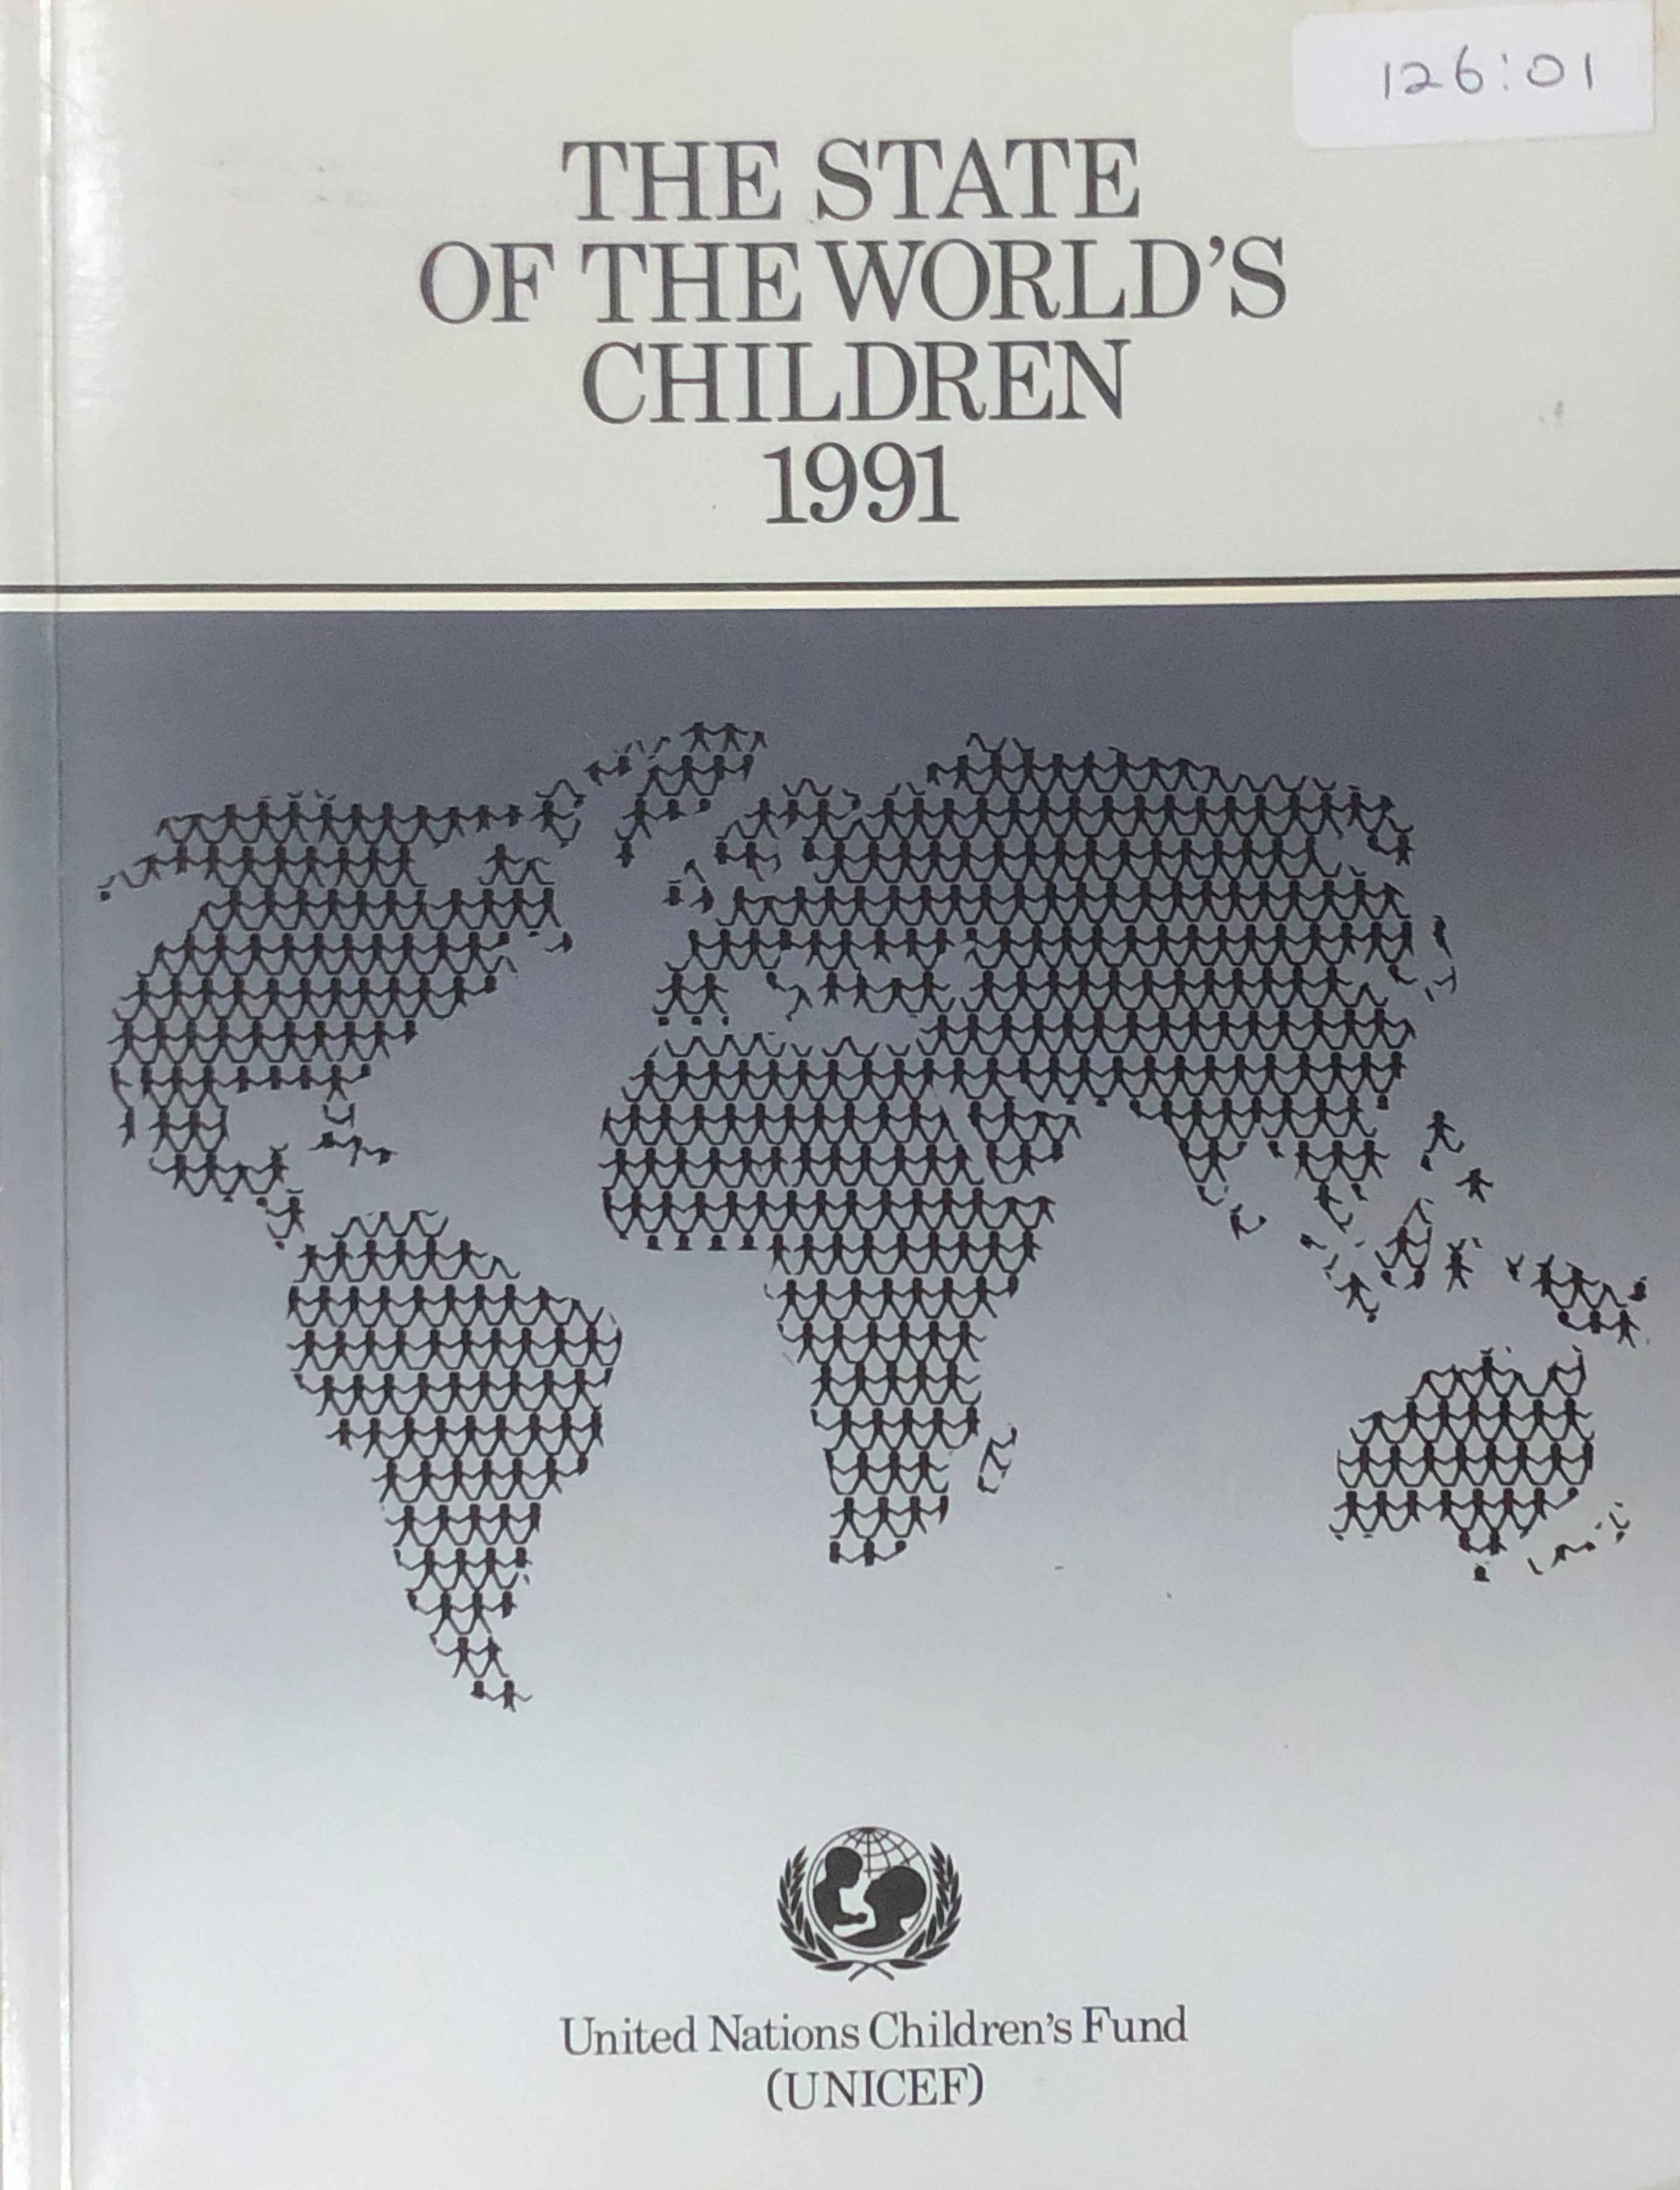 126:01
THE STATE
OF THE WORLD’S
CHILDREN
1991
United Nations Children’s Fund
(UNICEF)